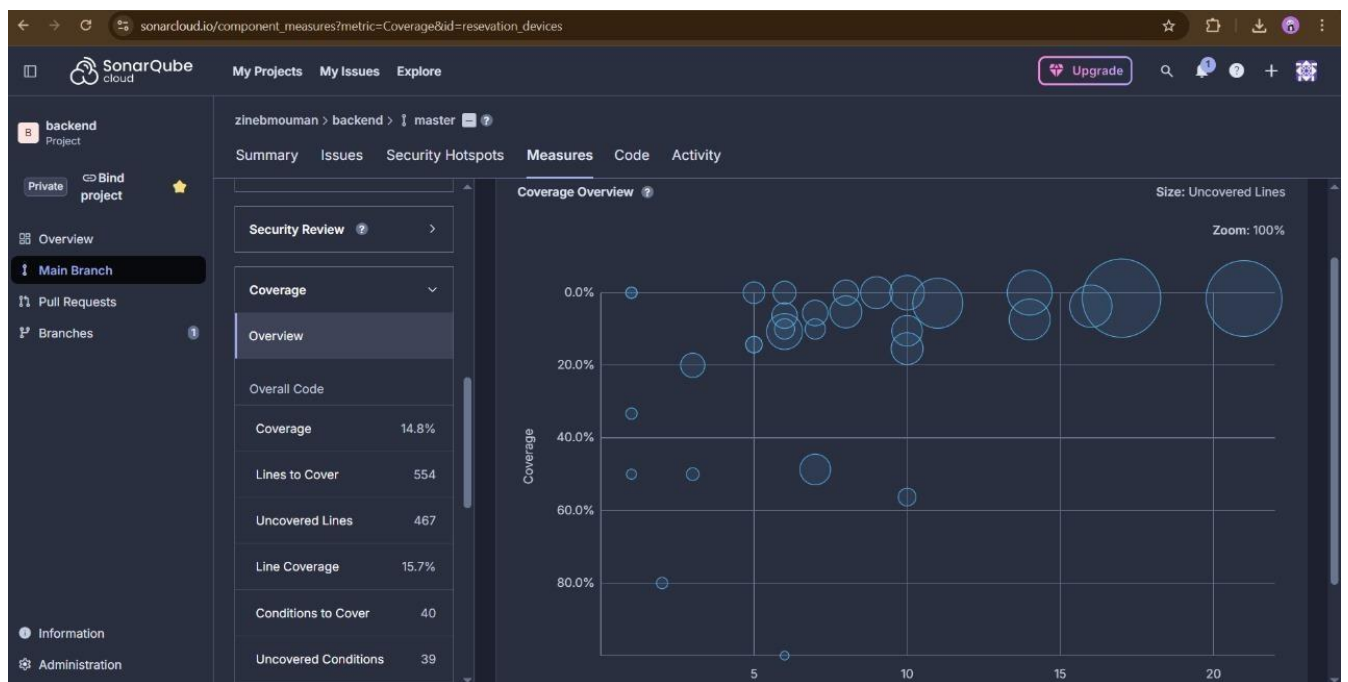 sonarcloud.io/component_measures?metric=Coverage&id=resevation_devices
SonarQube
cloud
My Projects My Issues Explore
Upgrade
1
?
B
backend
Project
Private
Bind
project
Overview
Main Branch
Pull Requests
Branches 1
Information
Administration
zinebmouman > backend > master ?
Summary Issues Security Hotspots Measures Code Activity
Security Review ?
Coverage
Overview
Overall Code
Coverage 14.8%
Lines to Cover 554
Uncovered Lines 467
Line Coverage 15.7%
Conditions to Cover 40
Uncovered Conditions 39
Coverage Overview ? Size: Uncovered Lines
Zoom: 100%
0.0%
20.0%
40.0%
60.0%
80.0%
Coverage
5 10 15 20